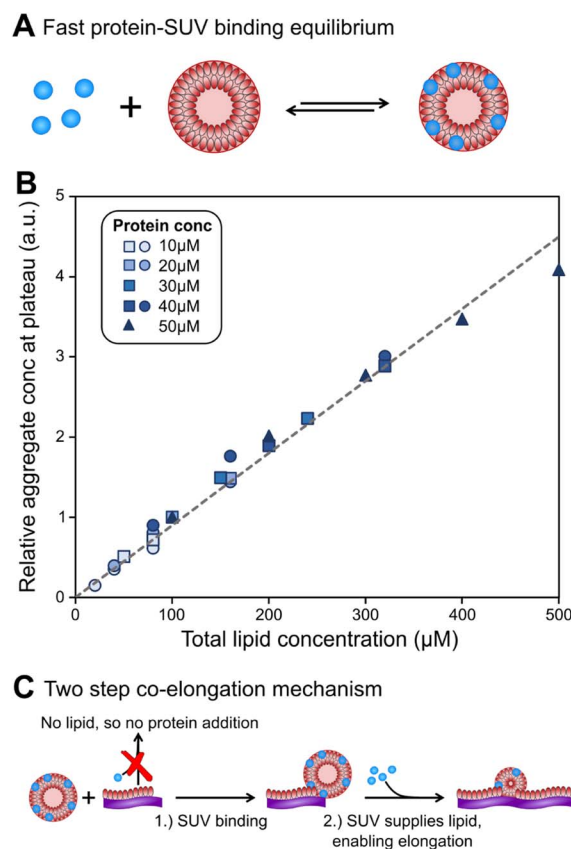 A Fast protein-SUV binding equilibrium
B
Relative aggregate conc at plateau (a.u.)
5
4
3
2
1
0
Protein conc
10µM
20µM
30µM
40µM
50µM
0 100 200 300 400 500
Total lipid concentration (µM)
C Two step co-elongation mechanism
No lipid, so no protein addition
1.) SUV binding
2.) SUV supplies lipid,
enabling elongation